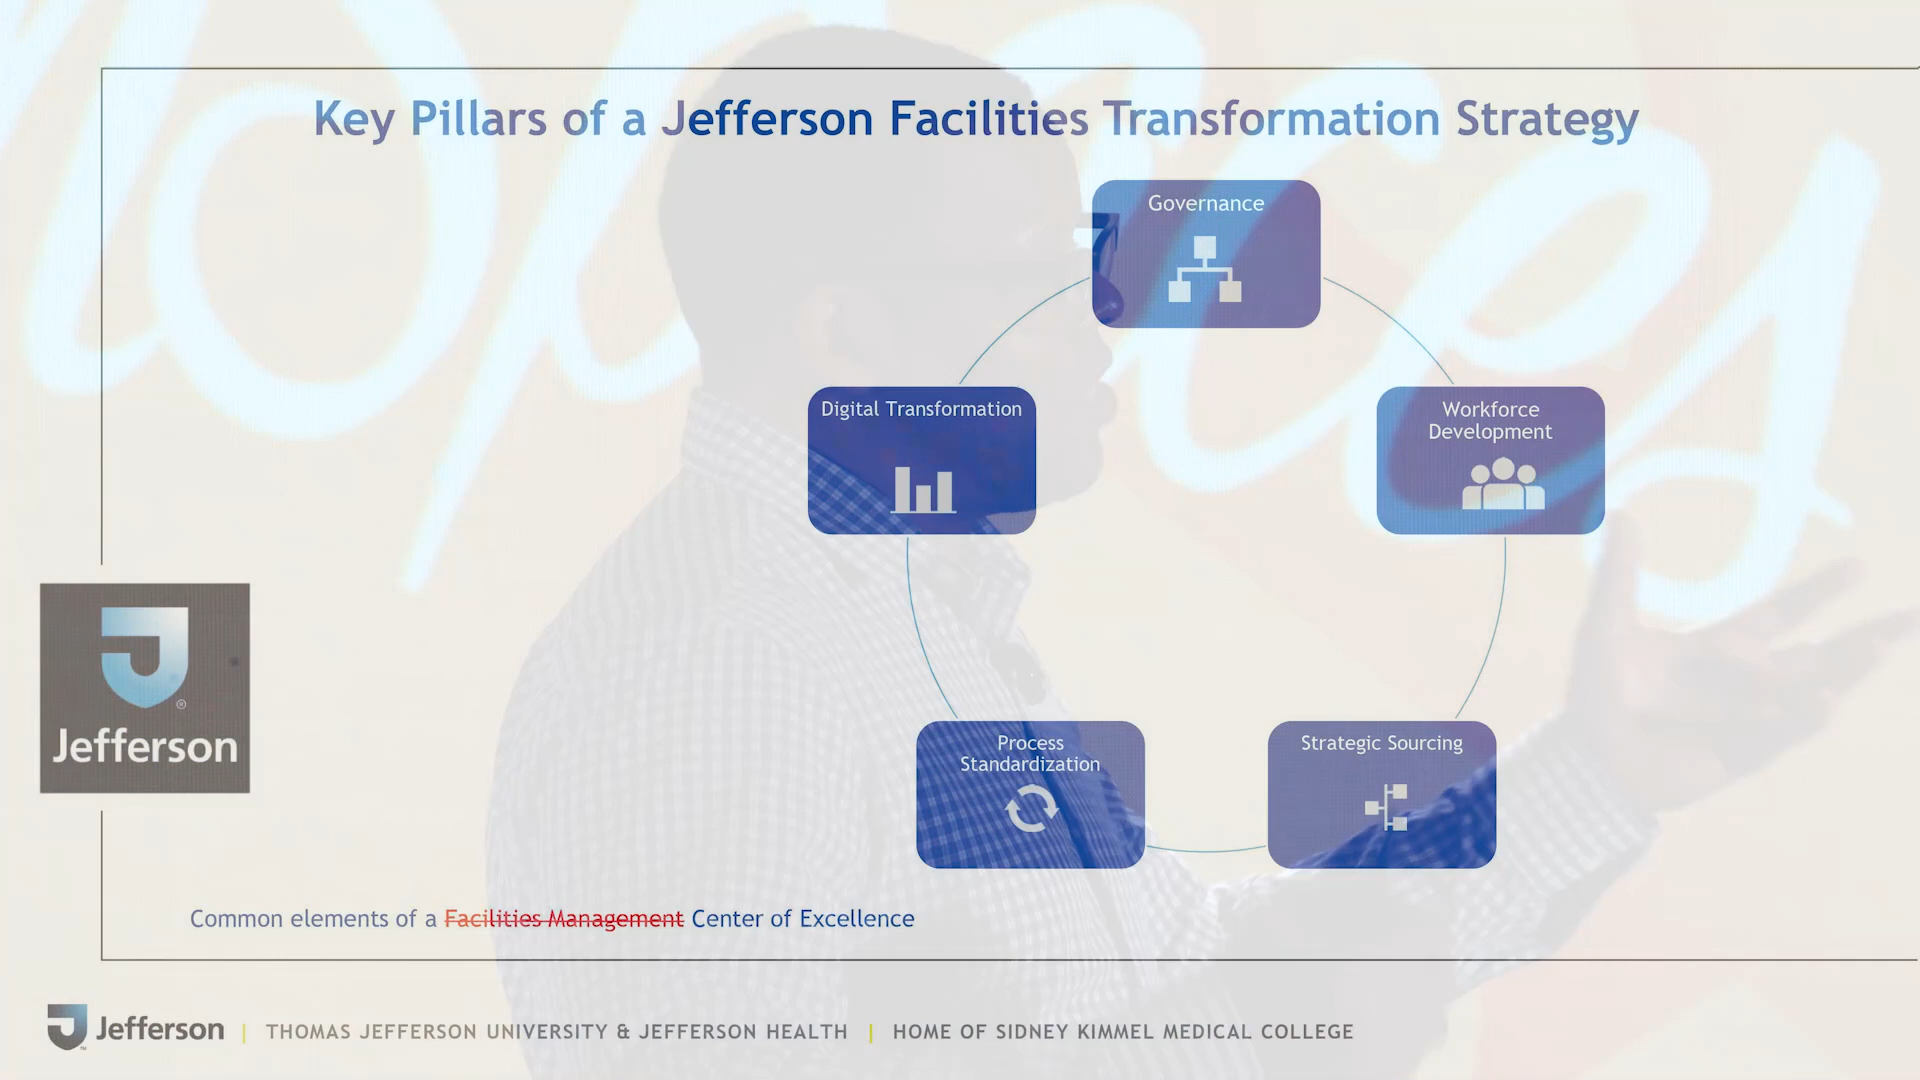 Key Pillars of a Jefferson Facilities Transformation Strategy
Governance
Digital Transformation
Workforce
Development
Process
Standardization
Strategic Sourcing
Jefferson
Common elements of a Facilities Management Center of Excellence
Jefferson | THOMAS JEFFERSON UNIVERSITY & JEFFERSON HEALTH | HOME OF SIDNEY KIMMEL MEDICAL COLLEGE